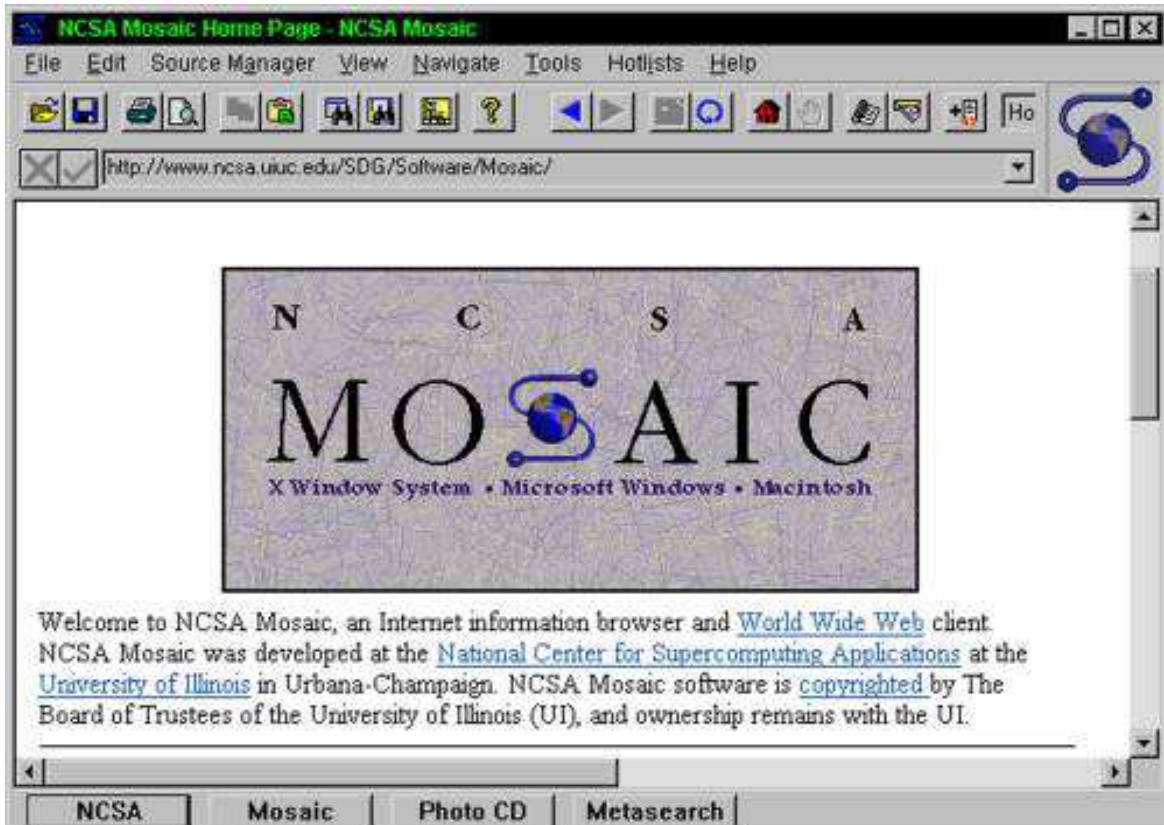 NCSA Mosaic Home Page - NCSA Mosaic
File Edit Source Manager View Navigate Tools Hotlists Help
Ho
http://www.ncsa.uiuc.edu/SDG/Software/Mosaic/
N C S A
MOSAIC
X Window System • Microsoft Windows • Macintosh
Welcome to NCSA Mosaic, an Internet information browser and World Wide Web client.
NCSA Mosaic was developed at the National Center for Supercomputing Applications at the
University of Illinois in Urbana-Champaign. NCSA Mosaic software is copyrighted by The
Board of Trustees of the University of Illinois (UI), and ownership remains with the UI.
NCSA Mosaic Photo CD Metasearch